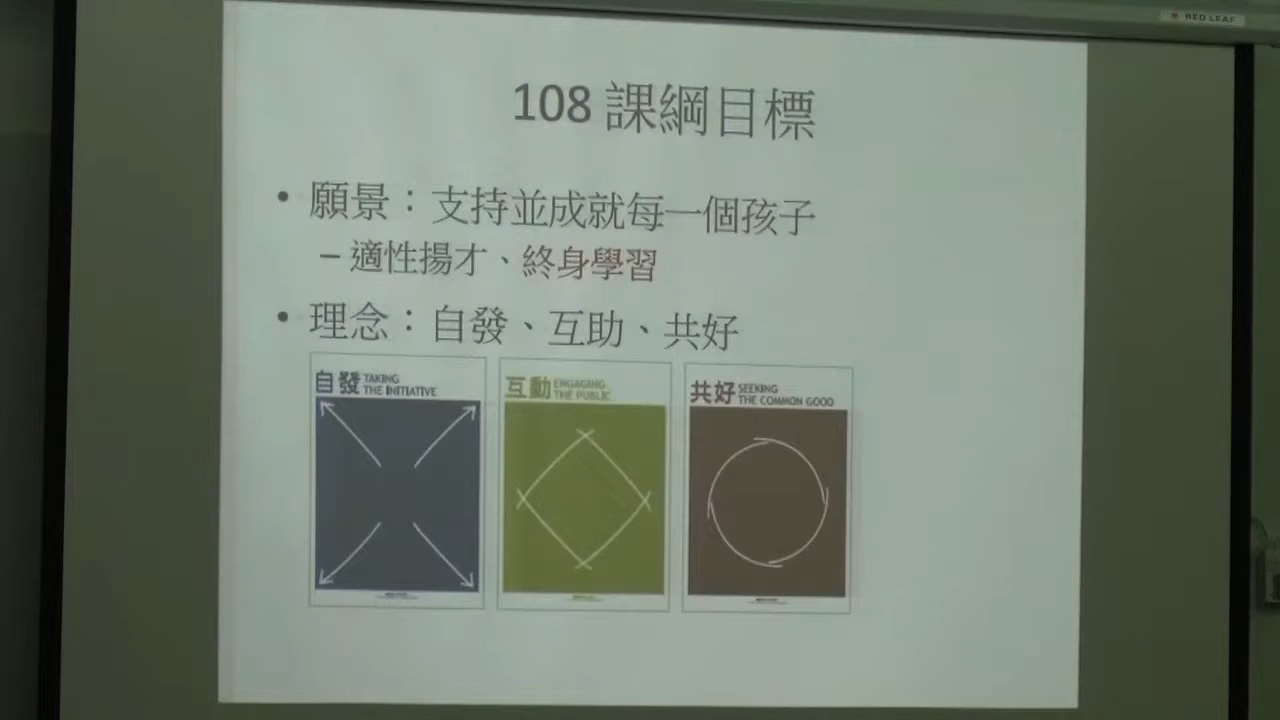 RED LEAF
108 課綱目標
• 願景：支持並成就每一個孩子
– 適性揚才、終身學習
• 理念：自發、互助、共好
自發 TAKING THE INITIATIVE
互動 ENGAGING THE PUBLIC
共好 SEEKING THE COMMON GOOD